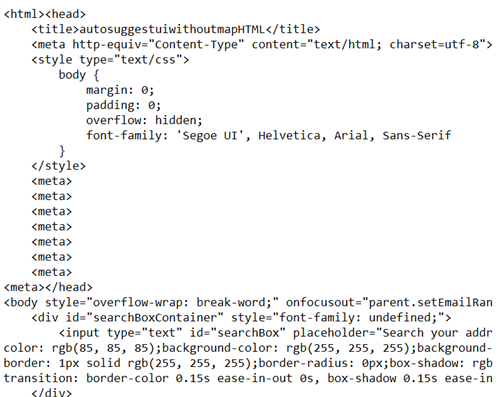 <html><head>
<title>autosuggestuiwithoutmapHTML</title>
<meta http-equiv="Content-Type" content="text/html; charset=utf-8">
<style type="text/css">
body {
margin: 0;
padding: 0;
overflow: hidden;
font-family: 'Segoe UI', Helvetica, Arial, Sans-Serif
}
</style>
<meta>
<meta>
<meta>
<meta>
<meta>
<meta>
<meta>
<meta></head>
<body style="overflow-wrap: break-word;" onfocusout="parent.setEmailRan
<div id="searchBoxContainer" style="font-family: undefined;">
<input type="text" id="searchBox" placeholder="Search your addr
color: rgb(85, 85, 85);background-color: rgb(255, 255, 255);background-
border: 1px solid rgb(255, 255, 255);border-radius: 0px;box-shadow: rgb
transition: border-color 0.15s ease-in-out 0s, box-shadow 0.15s ease-in
</div>